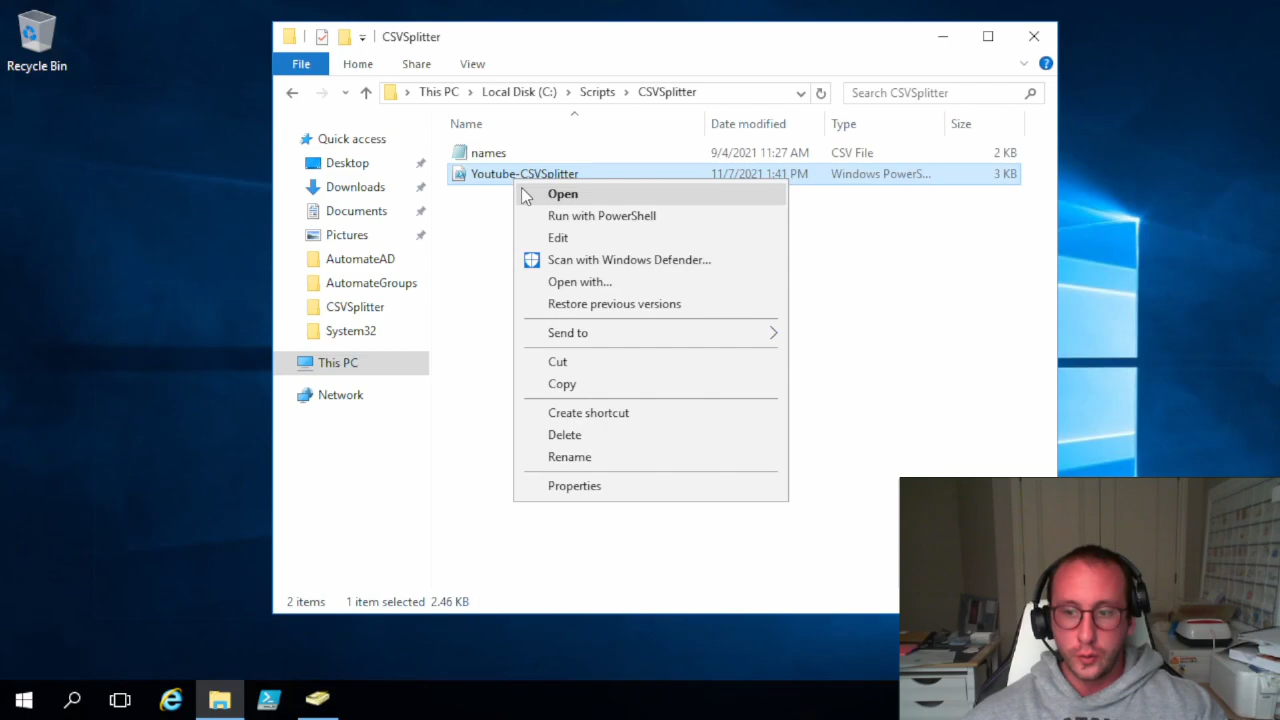 Recycle Bin
CSVSplitter
File
Home
Share
View
This PC
Local Disk (C:)
Scripts
CSVSplitter
Search CSVSplitter
Name
Date modified
Type
Size
names
9/4/2021 11:27 AM
CSV File
2 KB
Youtube-CSVSplitter
11/7/2021 1:41 PM
Windows PowerS...
3 KB
Quick access
Desktop
Downloads
Documents
Pictures
AutomateAD
AutomateGroups
CSVSplitter
System32
This PC
Network
Open
Run with PowerShell
Edit
Scan with Windows Defender...
Open with...
Restore previous versions
Send to
Cut
Copy
Create shortcut
Delete
Rename
Properties
2 items
1 item selected
2.46 KB